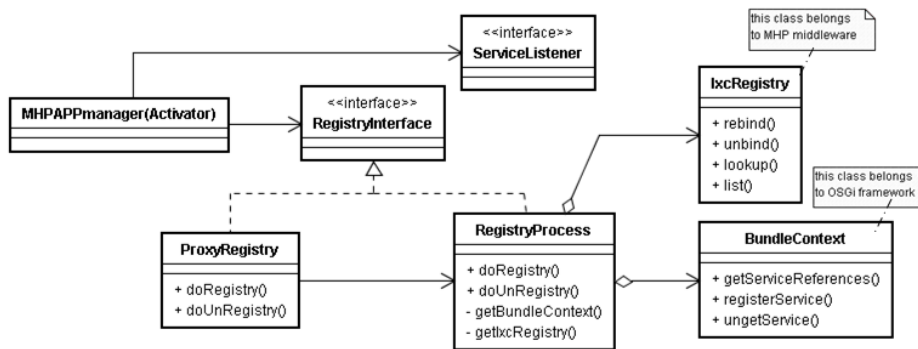 this class belongs
to MHP middleware
<<interface>>
ServiceListener
IxcRegistry
+ rebind()
+ unbind()
+ lookup()
+ list()
MHPAPPmanager(Activator)
<<interface>>
RegistryInterface
this class belongs
to OSGi framework
ProxyRegistry
+ doRegistry()
+ doUnRegistry()
RegistryProcess
+ doRegistry()
+ doUnRegistry()
- getBundleContext()
- getIxcRegistry()
BundleContext
+ getServiceReferences()
+ registerService()
+ ungetService()